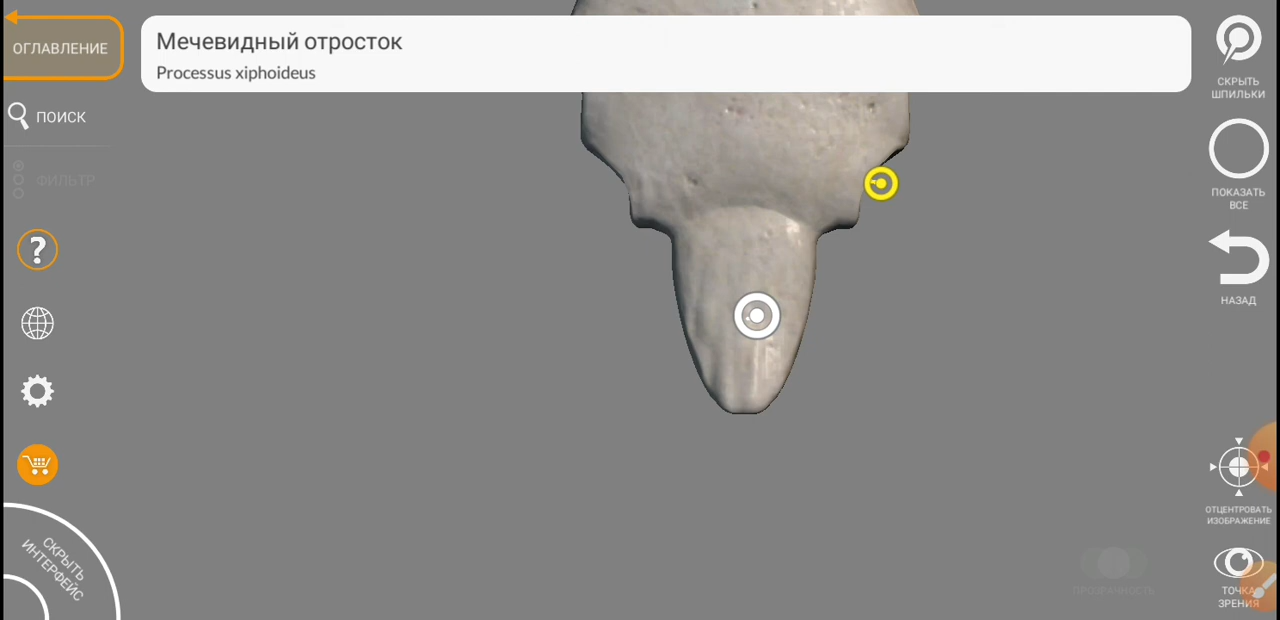 ОГЛАВЛЕНИЕ
Мечевидный отросток
Processus xiphoideus
ПОИСК
ФИЛЬТР
?
СКРЫТЬ
ИНТЕРФЕЙС
СКРЫТЬ
ШПИЛЬКИ
ПОКАЗАТЬ
ВСЕ
НАЗАД
ОТЦЕНТРОВАТЬ
ИЗОБРАЖЕНИЕ
ПРОЗРАЧНОСТЬ
ТОЧКА
ЗРЕНИЯ